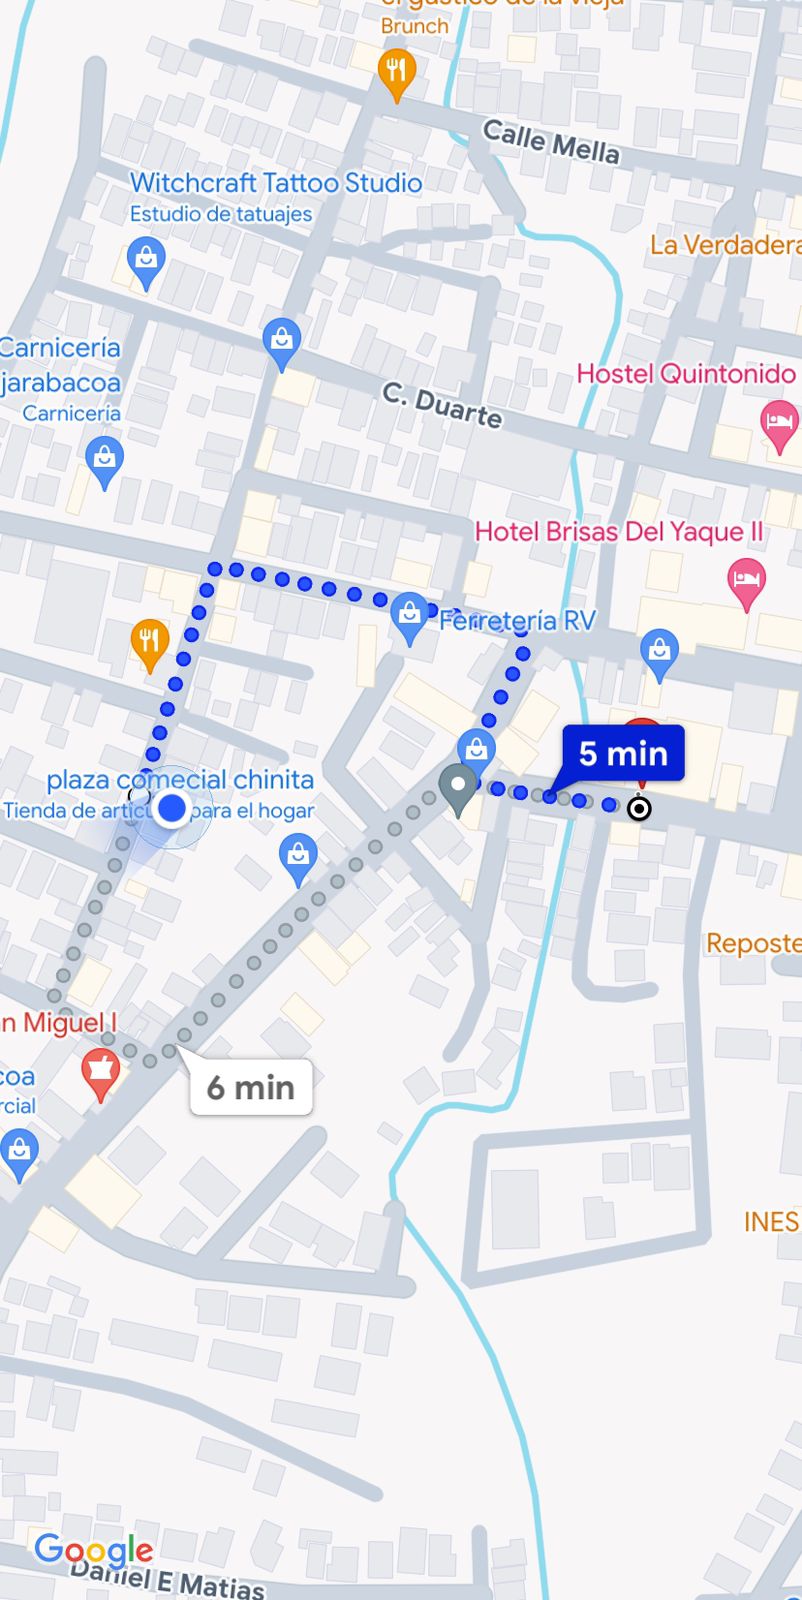 Brunch
Calle Mella
Witchcraft Tattoo Studio
Estudio de tatuajes
La Verdadera
Carnicería
jarabacoa
Carnicería
Hostel Quintonido
C. Duarte
Hotel Brisas Del Yaque II
Ferretería RV
5 min
plaza comecial chinita
Tienda de artícu para el hogar
Reposte
n Miguel I
6 min
coa
rcial
INES
Google
Daniel E Matias